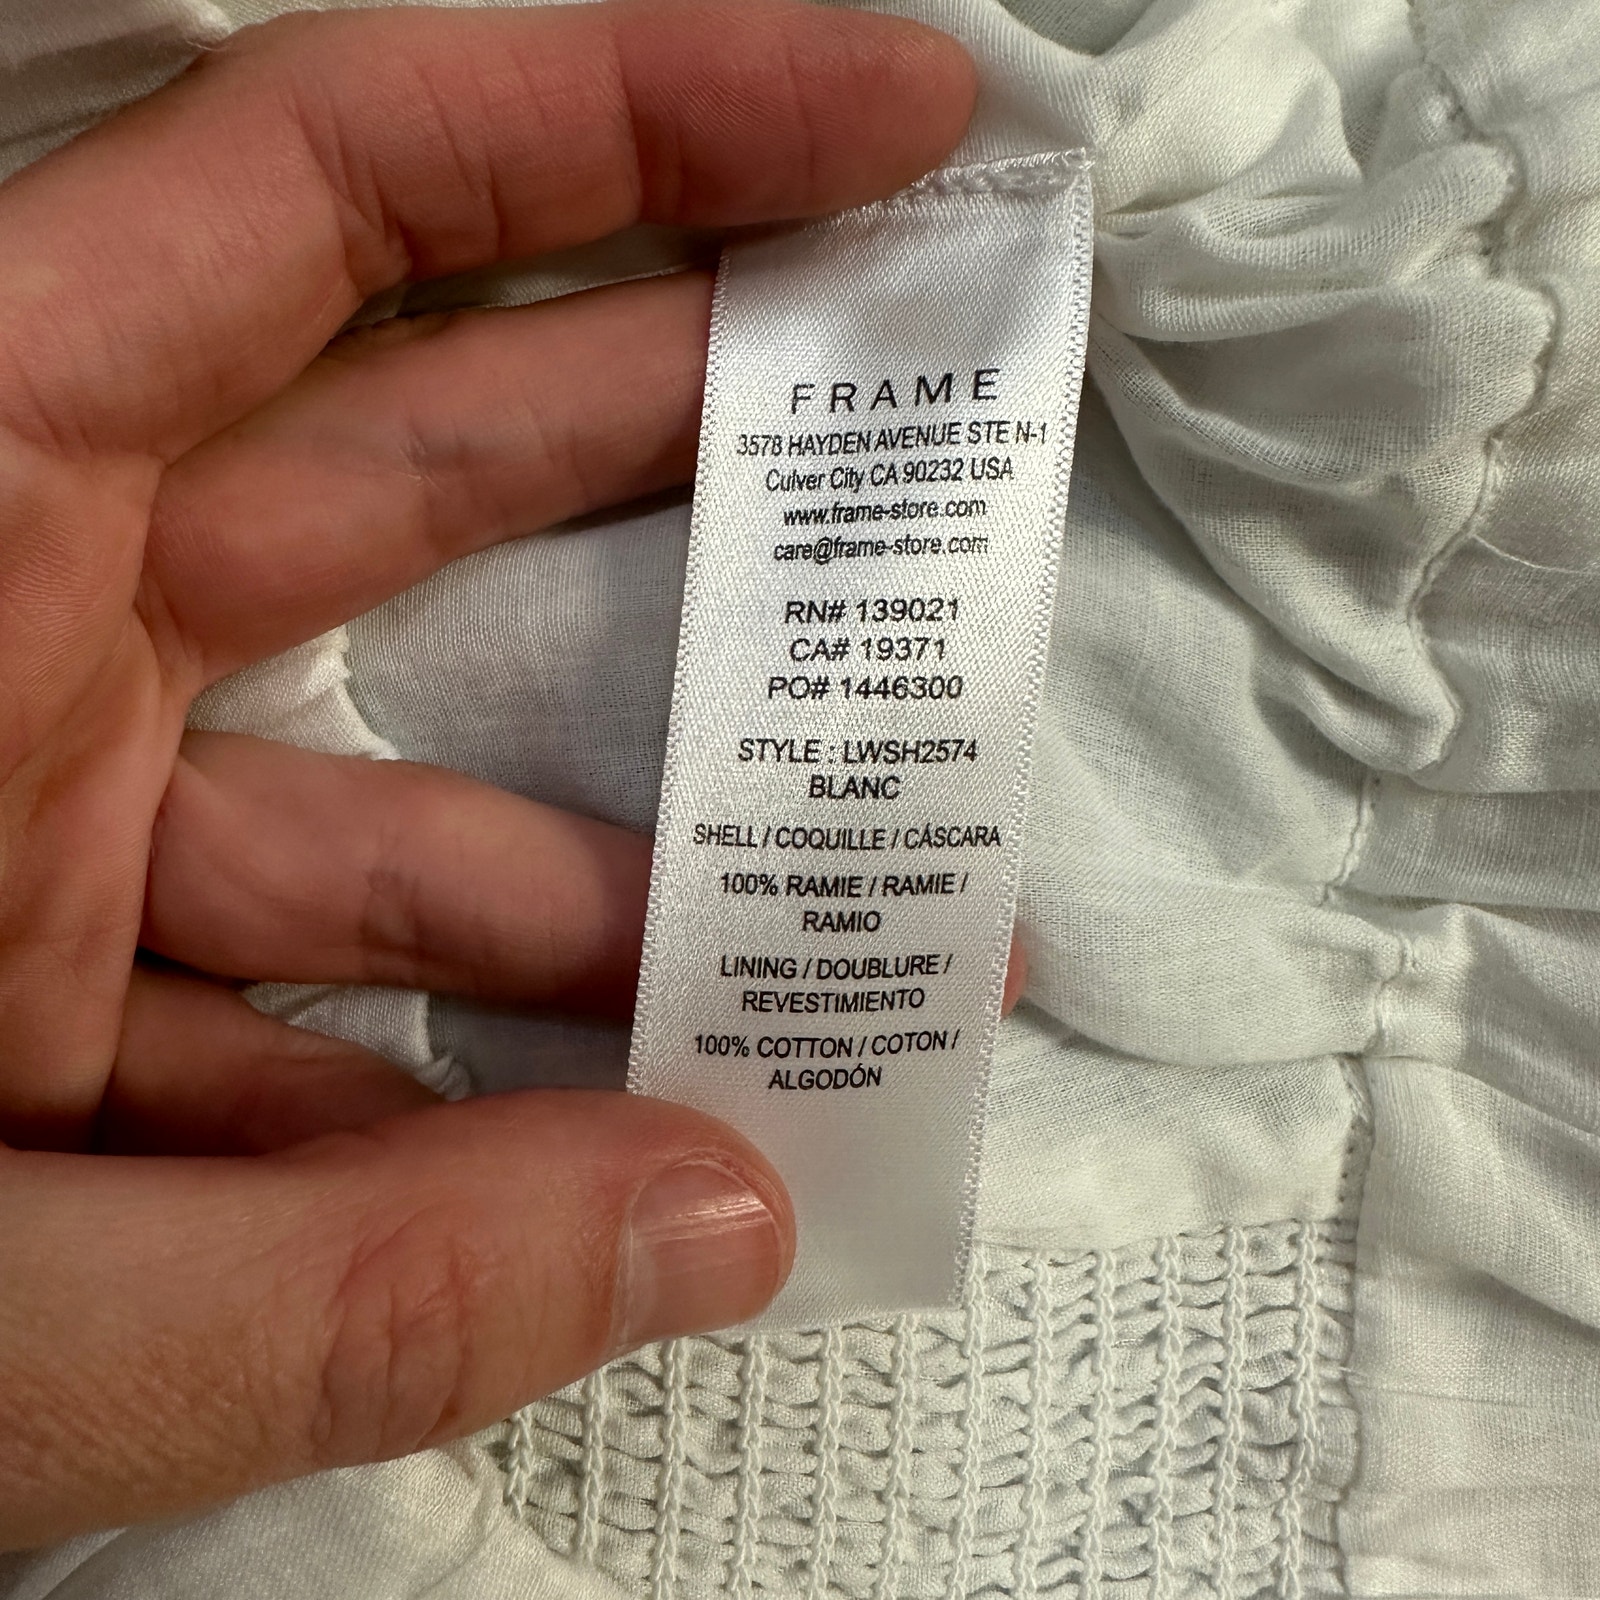 FRAME
3578 HAYDEN AVENUE STE N-1
Culver City CA 90232 USA
www.frame-store.com
care@frame-store.com
RN# 139021
CA# 19371
PO# 1446300
STYLE : LWSH2574
BLANC
SHELL / COQUILLE / CÁSCARA
100% RAMIE / RAMIE /
RAMIO
LINING / DOUBLURE /
REVESTIMIENTO
100% COTTON / COTON /
ALGODÓN